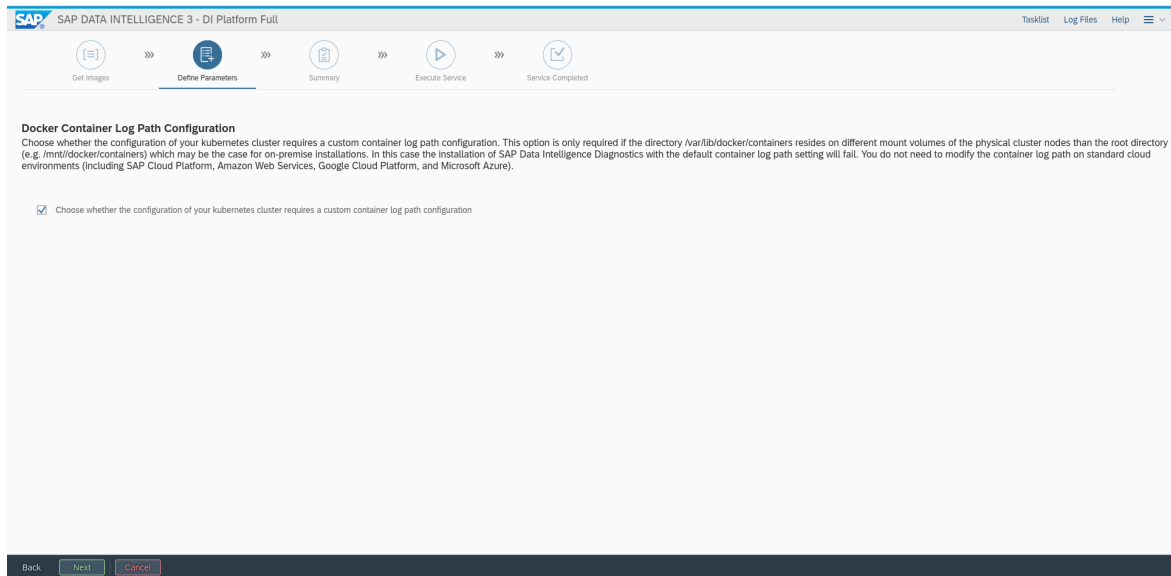 SAP SAP DATA INTELLIGENCE 3 - DI Platform Full Tasklist Log Files Help
Get Images Define Parameters Summary Execute Service Service Completed
Docker Container Log Path Configuration
Choose whether the configuration of your kubernetes cluster requires a custom container log path configuration. This option is only required if the directory /var/lib/docker/containers resides on different mount volumes of the physical cluster nodes than the root directory
(e.g. /mnt//docker/containers) which may be the case for on-premise installations. In this case the installation of SAP Data Intelligence Diagnostics with the default container log path setting will fail. You do not need to modify the container log path on standard cloud
environments (including SAP Cloud Platform, Amazon Web Services, Google Cloud Platform, and Microsoft Azure).
Choose whether the configuration of your kubernetes cluster requires a custom container log path configuration
Back Next Cancel